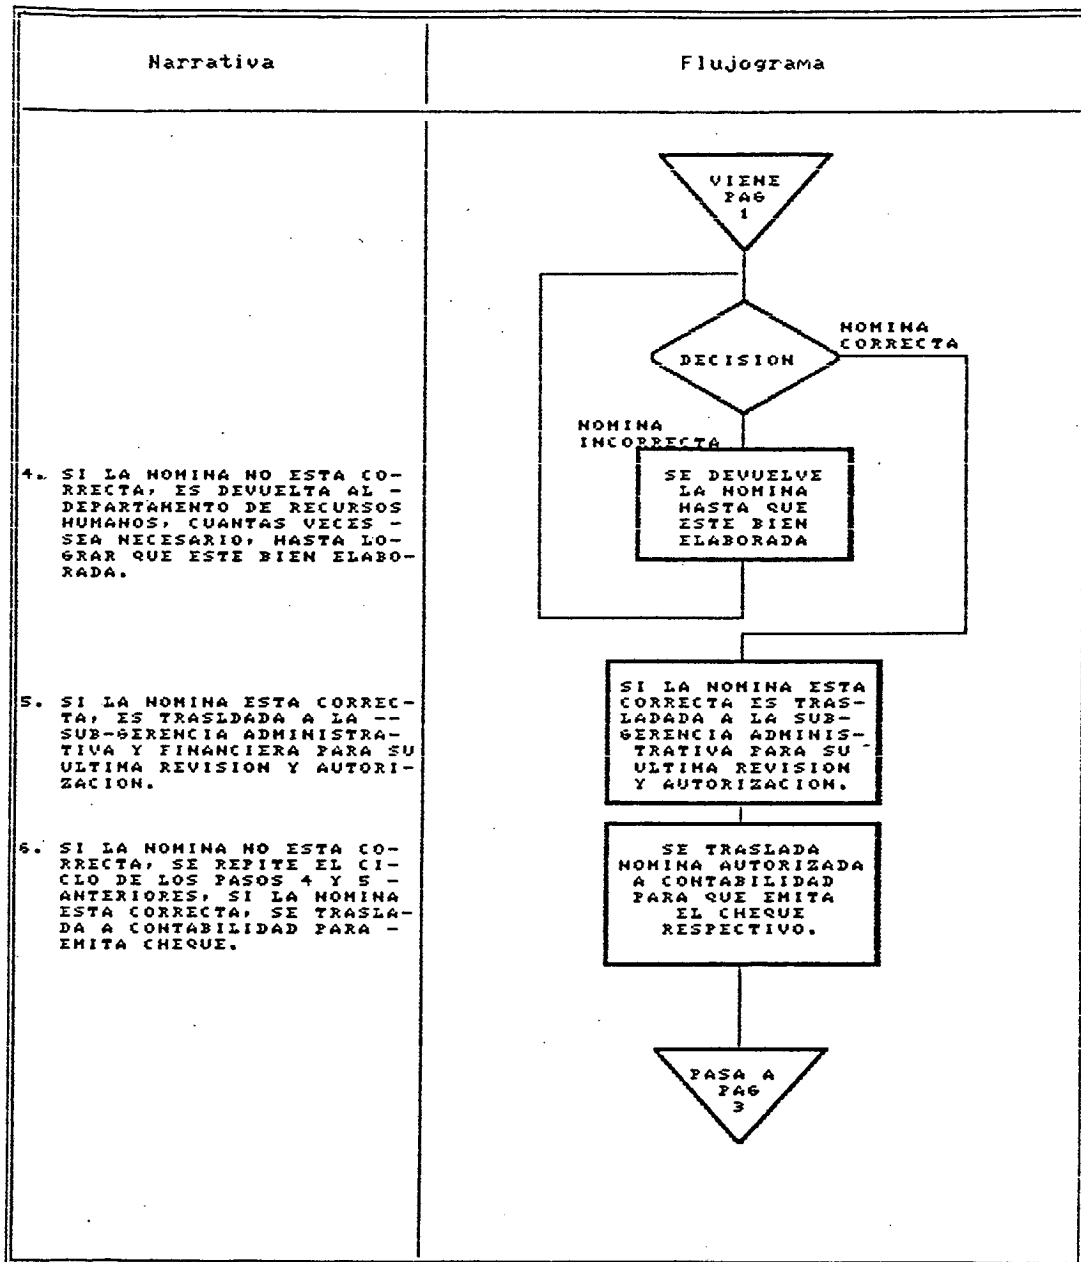 Narrativa
Flujograma
VIENE
PAG
1
DECISION
NOMINA
CORRECTA
NOMINA
INCORRECTA
4. SI LA NOMINA NO ESTA CO-
RRECTA, ES DEVUELTA AL -
DEPARTAMENTO DE RECURSOS
HUMANOS, CUANTAS VECES -
SEA NECESARIO, HASTA LO-
GRAR QUE ESTE BIEN ELABO-
RADA.
SE DEVUELVE
LA NOMINA
HASTA QUE
ESTE BIEN
ELABORADA
5. SI LA NOMINA ESTA CORREC-
TA, ES TRASLDADA A LA --
SUB-GERENCIA ADMINISTRA-
TIVA Y FINANCIERA PARA SU
ULTIMA REVISION Y AUTORI-
ZACION.
SI LA NOMINA ESTA
CORRECTA ES TRAS-
LADADA A LA SUB-
GERENCIA ADMINIS-
TRATIVA PARA SU
ULTIMA REVISION
Y AUTORIZACION.
6. SI LA NOMINA NO ESTA CO-
RRECTA, SE REPITE EL CI-
CLO DE LOS PASOS 4 Y 5 -
ANTERIORES, SI LA NOMINA
ESTA CORRECTA, SE TRASLA-
DA A CONTABILIDAD PARA -
EMITA CHEQUE.
SE TRASLADA
NOMINA AUTORIZADA
A CONTABILIDAD
PARA QUE EMITA
EL CHEQUE
RESPECTIVO.
PASA A
PAG
3